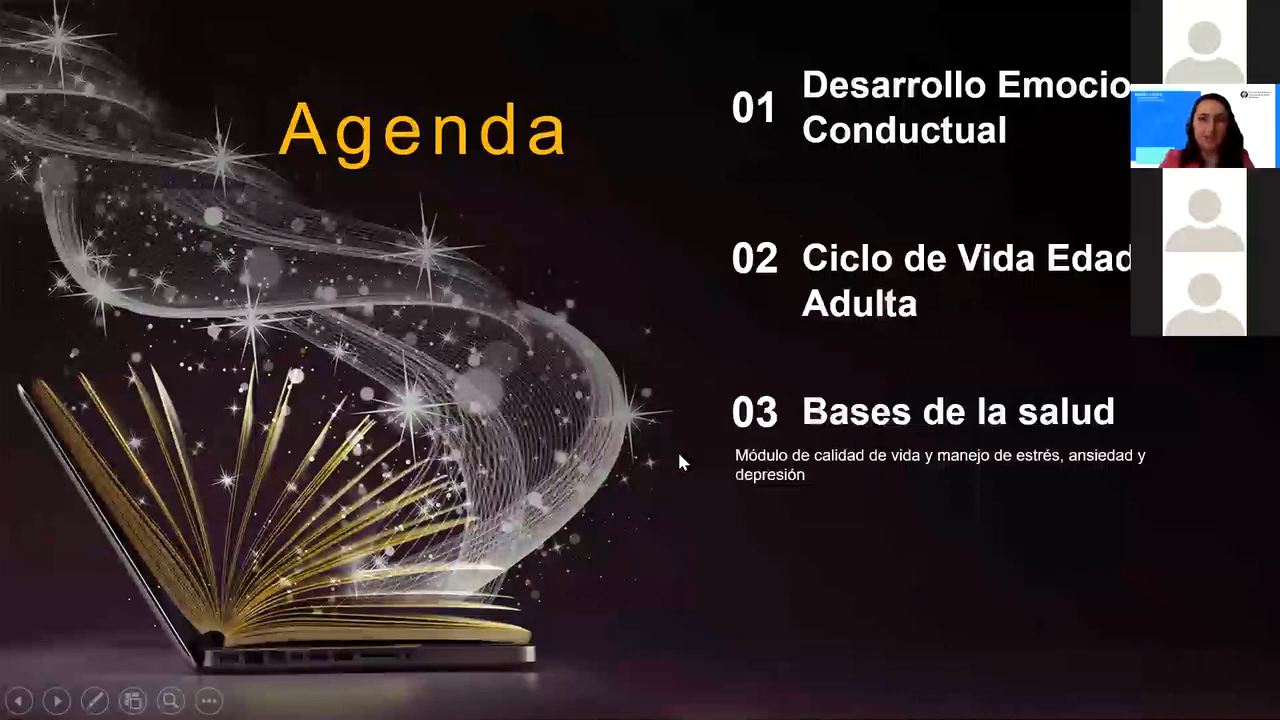 Agenda
01
Desarrollo Emocio
Conductual
02
Ciclo de Vida Edad
Adulta
03
Bases de la salud
Módulo de calidad de vida y manejo de estrés, ansiedad y
depresión